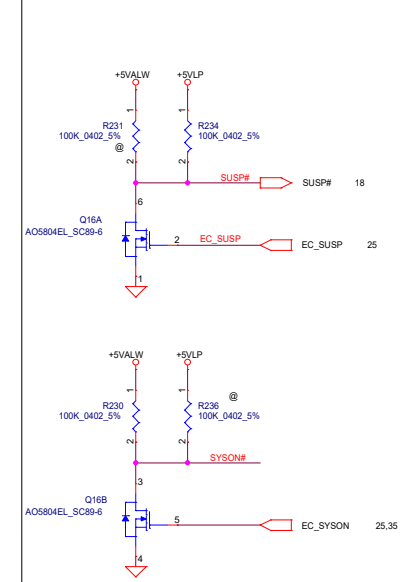 +5VALW +5VLP
1 1
R231 R234
100K_0402_5% 100K_0402_5%
@
2 2
SUSP# SUSP# 18
6
Q16A
AO5804EL_SC89-6
2 EC_SUSP EC_SUSP 25
1
+5VALW +5VLP
@
1 1
R230 R236
100K_0402_5% 100K_0402_5%
2 2
SYSON#
3
Q16B
AO5804EL_SC89-6
5 EC_SYSON 25,35
4